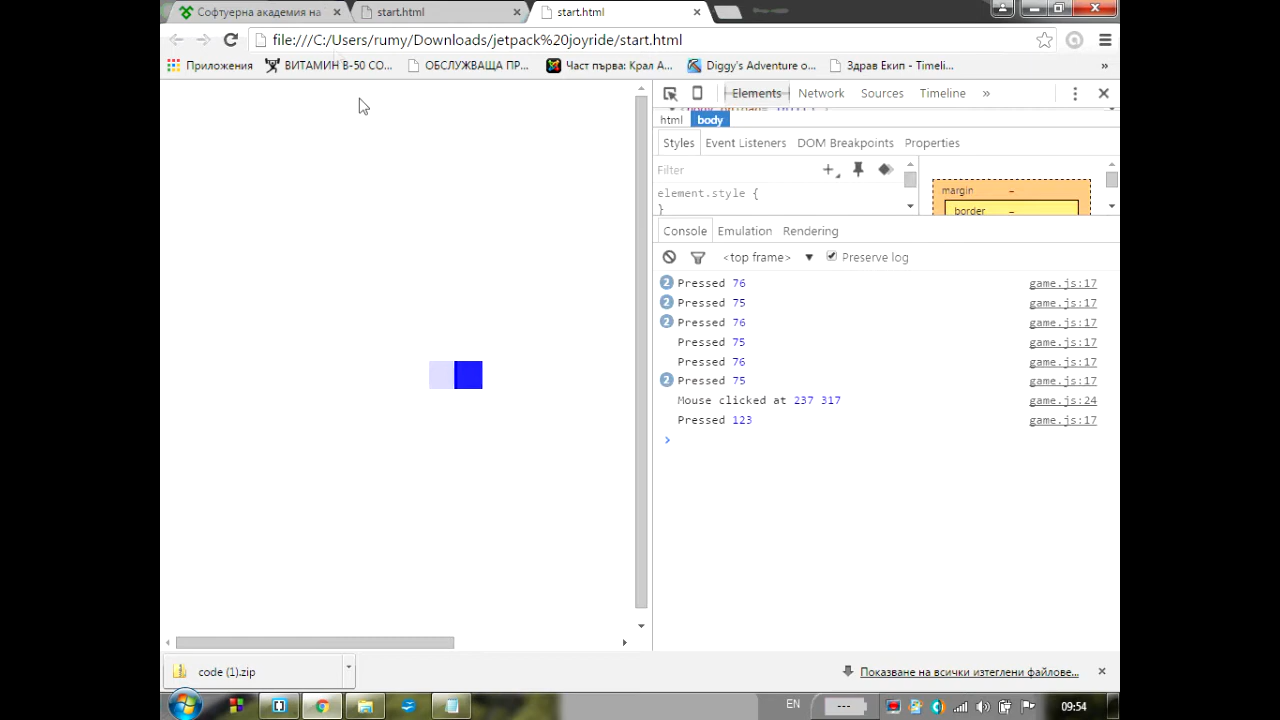 Софтуерна академия на
start.html
start.html
file:///C:/Users/rumy/Downloads/jetpack%20joyride/start.html
Приложения
ВИТАМИН B-50 CO...
ОБСЛУЖВАЩА ПР...
Част първа: Крал А...
Diggy's Adventure o...
Здрав Екип - Timeli...
»
Elements
Network
Sources
Timeline
»
html
body
Styles
Event Listeners
DOM Breakpoints
Properties
Filter
element.style {
}
margin
–
border
–
Console
Emulation
Rendering
<top frame>
Preserve log
2 Pressed 76 game.js:17
2 Pressed 75 game.js:17
2 Pressed 76 game.js:17
Pressed 75 game.js:17
Pressed 76 game.js:17
2 Pressed 75 game.js:17
Mouse clicked at 237 317 game.js:24
Pressed 123 game.js:17
>
code (1).zip
Показване на всички изтеглени файлове...
EN
---
09:54